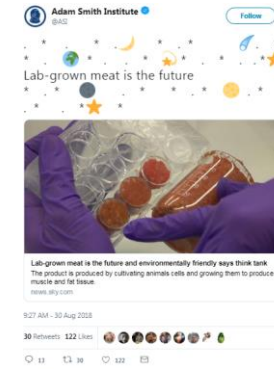 Adam Smith Institute
@ASI
Follow
Lab-grown meat is the future
Lab-grown meat is the future and environmentally friendly says think tank
The product is produced by cultivating animals cells and growing them to produce
muscle and fat tissue.
news.sky.com
9:27 AM - 30 Aug 2018
30 Retweets 122 Likes
13 30 122